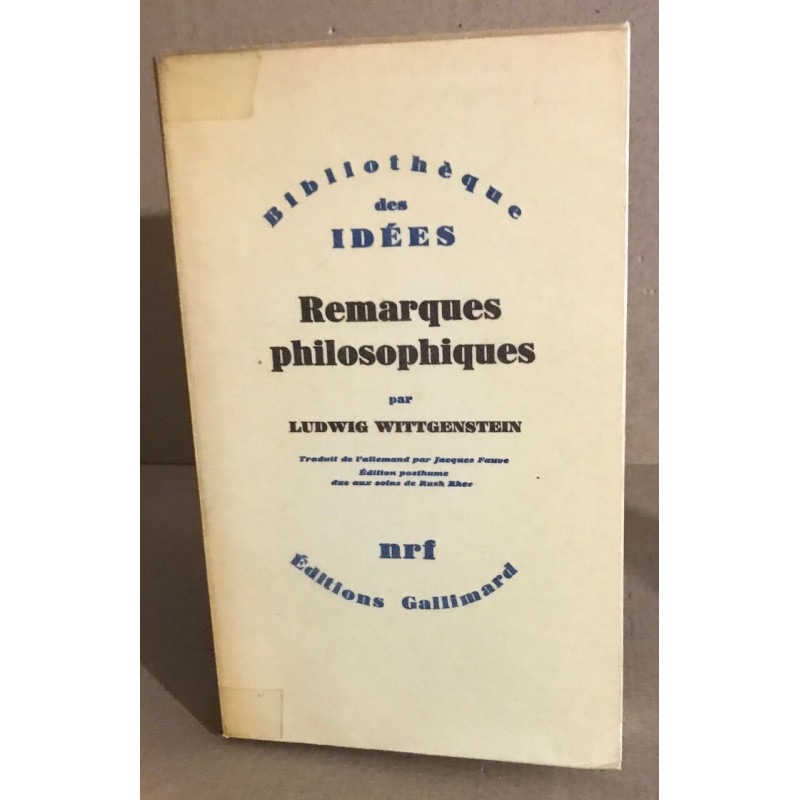 Bibliothèque
des
IDÉES
Remarques
philosophiques
par
LUDWIG WITTGENSTEIN
Traduit de l'allemand par Jacques Fauve
Édition posthume
due aux soins de Rush Rhee
nrf
Éditions Gallimard